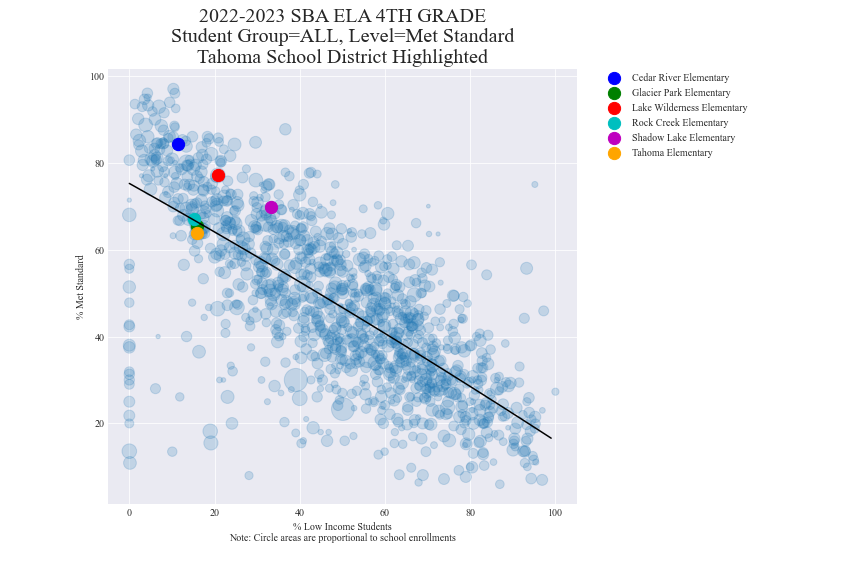 2022-2023 SBA ELA 4TH GRADE
Student Group=ALL, Level=Met Standard
Tahoma School District Highlighted
100
80
60
40
20
% Met Standard
0 20 40 60 80 100
% Low Income Students
Note: Circle areas are proportional to school enrollments
Cedar River Elementary
Glacier Park Elementary
Lake Wilderness Elementary
Rock Creek Elementary
Shadow Lake Elementary
Tahoma Elementary